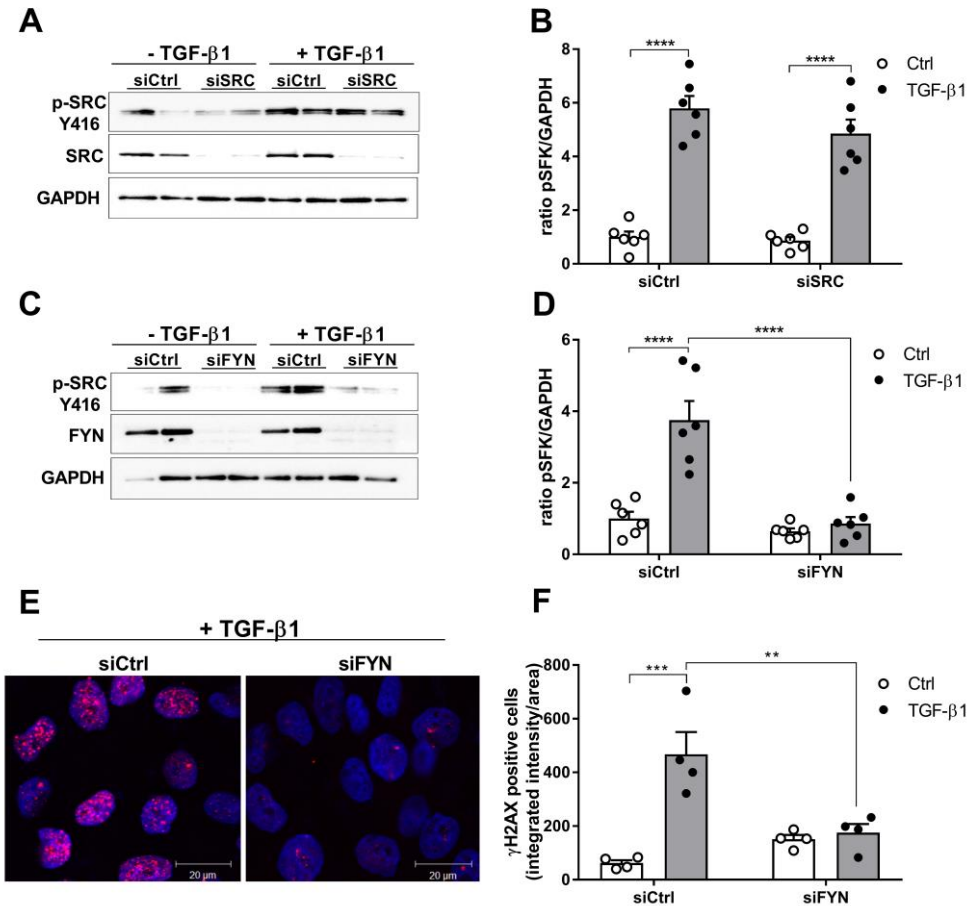 A
- TGF-β1 + TGF-β1
siCtrl siSRC siCtrl siSRC
p-SRC
Y416
SRC
GAPDH
B
ratio pSFK/GAPDH
8
6
4
2
0
****
****
siCtrl siSRC
Ctrl
TGF-β1
C
- TGF-β1 + TGF-β1
siCtrl siFYN siCtrl siFYN
p-SRC
Y416
FYN
GAPDH
D
ratio pSFK/GAPDH
6
4
2
0
****
****
siCtrl siFYN
Ctrl
TGF-β1
E
+ TGF-β1
siCtrl siFYN
20 µm
20 µm
F
γH2AX positive cells
(integrated intensity/area)
800
600
400
200
0
***
**
siCtrl siFYN
Ctrl
TGF-β1